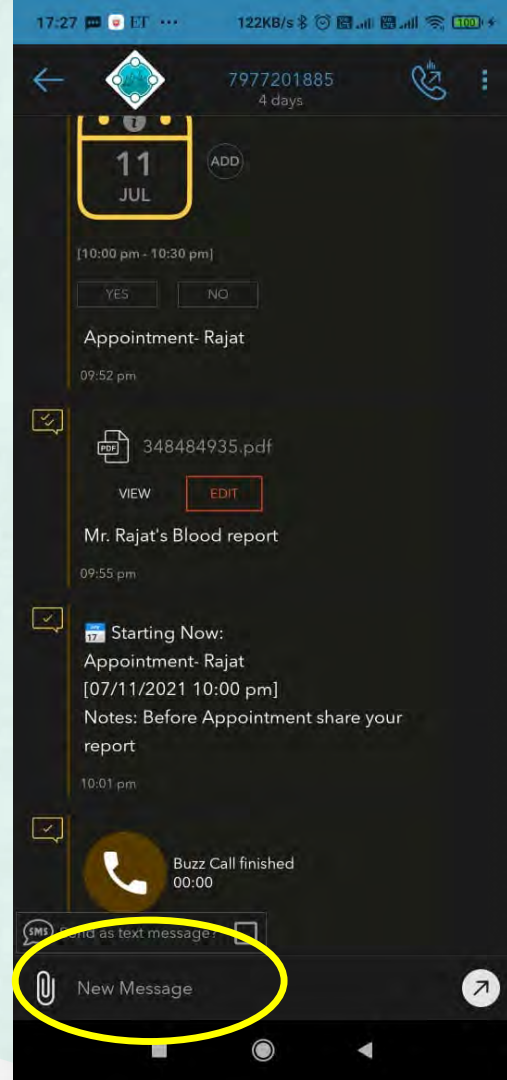 17:27 ET ... 122KB/s 100
7977201885
4 days
11
JUL
ADD
[10:00 pm - 10:30 pm]
YES NO
Appointment- Rajat
09:52 pm
PDF 348484935.pdf
VIEW EDIT
Mr. Rajat's Blood report
09:55 pm
17 Starting Now:
Appointment- Rajat
[07/11/2021 10:00 pm]
Notes: Before Appointment share your
report
10:01 pm
Buzz Call finished
00:00
SMS Send as text message?
New Message